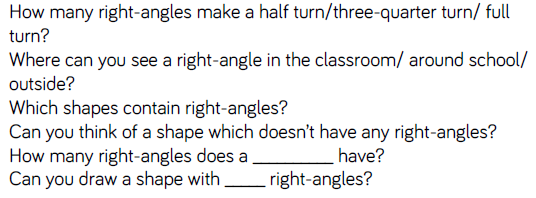 How many right-angles make a half turn/three-quarter turn/ full
turn?
Where can you see a right-angle in the classroom/ around school/
outside?
Which shapes contain right-angles?
Can you think of a shape which doesn’t have any right-angles?
How many right-angles does a __________ have?
Can you draw a shape with _____ right-angles?